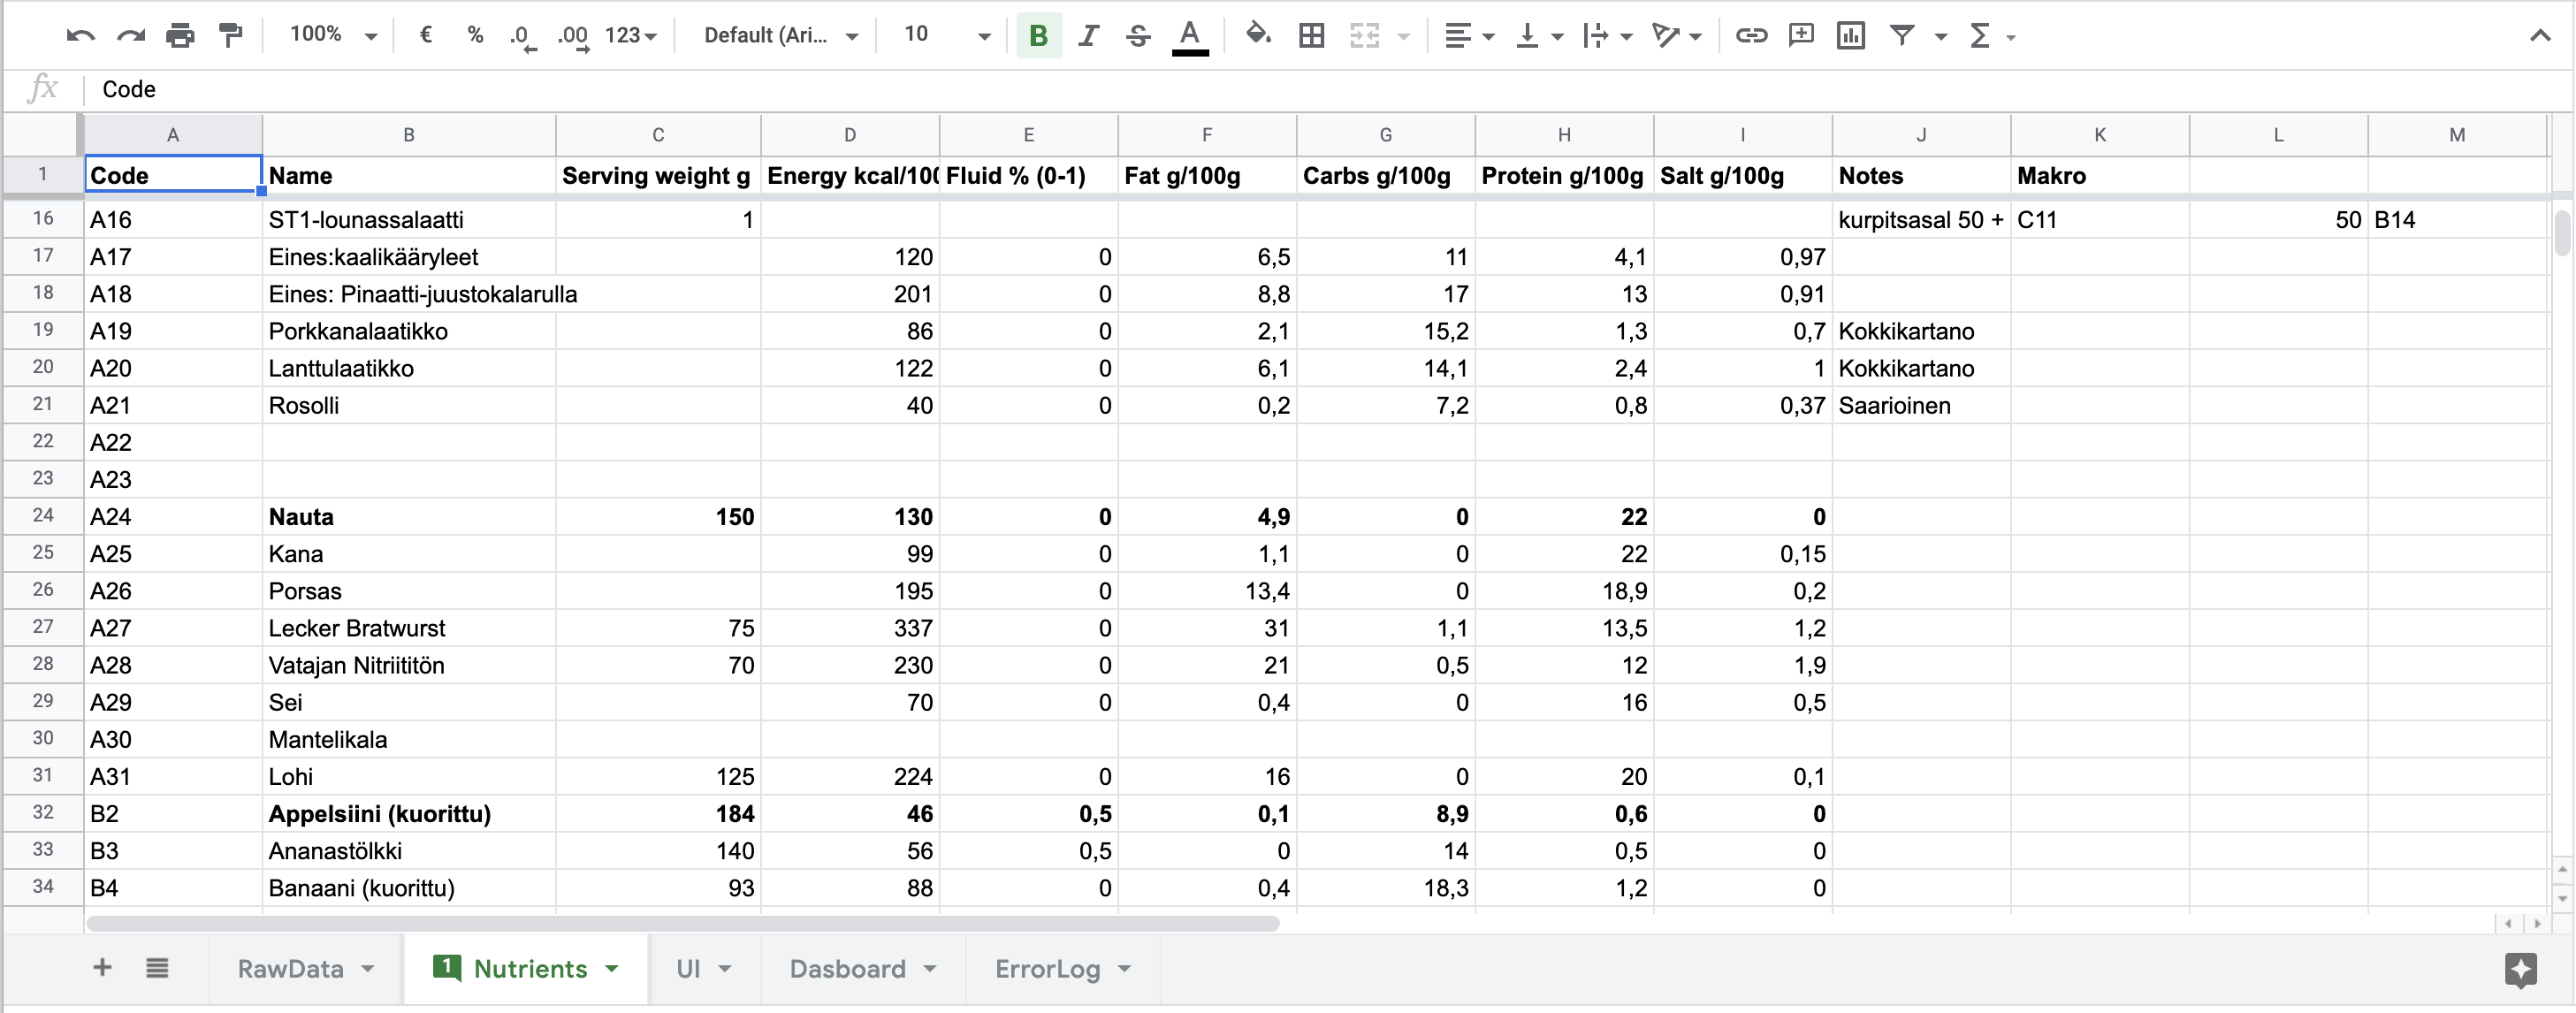 100% € % .0 .00 123 Default (Ari... 10 B I S A Σ
fx Code
A B C D E F G H I J K L M
1 Code Name Serving weight g Energy kcal/100 Fluid % (0-1) Fat g/100g Carbs g/100g Protein g/100g Salt g/100g Notes Makro
16 A16 ST1-lounassalaatti 1 kurpitsasal 50 + C11 50 B14
17 A17 Eines:kaalikääryleet 120 0 6,5 11 4,1 0,97
18 A18 Eines: Pinaatti-juustokalarulla 201 0 8,8 17 13 0,91
19 A19 Porkkanalaatikko 86 0 2,1 15,2 1,3 0,7 Kokkikartano
20 A20 Lanttulaatikko 122 0 6,1 14,1 2,4 1 Kokkikartano
21 A21 Rosolli 40 0 0,2 7,2 0,8 0,37 Saarioinen
22 A22
23 A23
24 A24 Nauta 150 130 0 4,9 0 22 0
25 A25 Kana 99 0 1,1 0 22 0,15
26 A26 Porsas 195 0 13,4 0 18,9 0,2
27 A27 Lecker Bratwurst 75 337 0 31 1,1 13,5 1,2
28 A28 Vatajan Nitriititön 70 230 0 21 0,5 12 1,9
29 A29 Sei 70 0 0,4 0 16 0,5
30 A30 Mantelikala
31 A31 Lohi 125 224 0 16 0 20 0,1
32 B2 Appelsiini (kuorittu) 184 46 0,5 0,1 8,9 0,6 0
33 B3 Ananastölkki 140 56 0,5 0 14 0,5 0
34 B4 Banaani (kuorittu) 93 88 0 0,4 18,3 1,2 0
+ RawData 1 Nutrients UI Dasboard ErrorLog